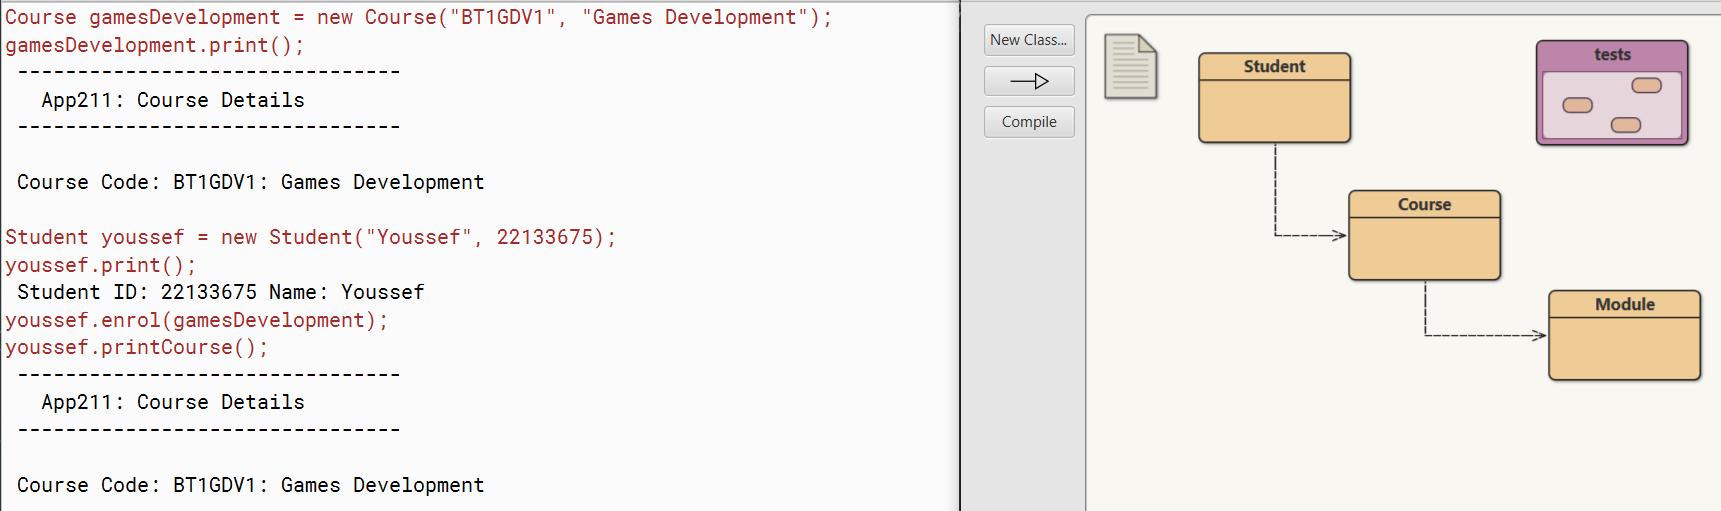 Course gamesDevelopment = new Course("BT1GDV1", "Games Development");
gamesDevelopment.print();
--------------------------------
App211: Course Details
--------------------------------
Course Code: BT1GDV1: Games Development
Student youssef = new Student("Youssef", 22133675);
youssef.print();
Student ID: 22133675 Name: Youssef
youssef.enrol(gamesDevelopment);
youssef.printCourse();
--------------------------------
App211: Course Details
--------------------------------
Course Code: BT1GDV1: Games Development
New Class...
Compile
Student
tests
Course
Module